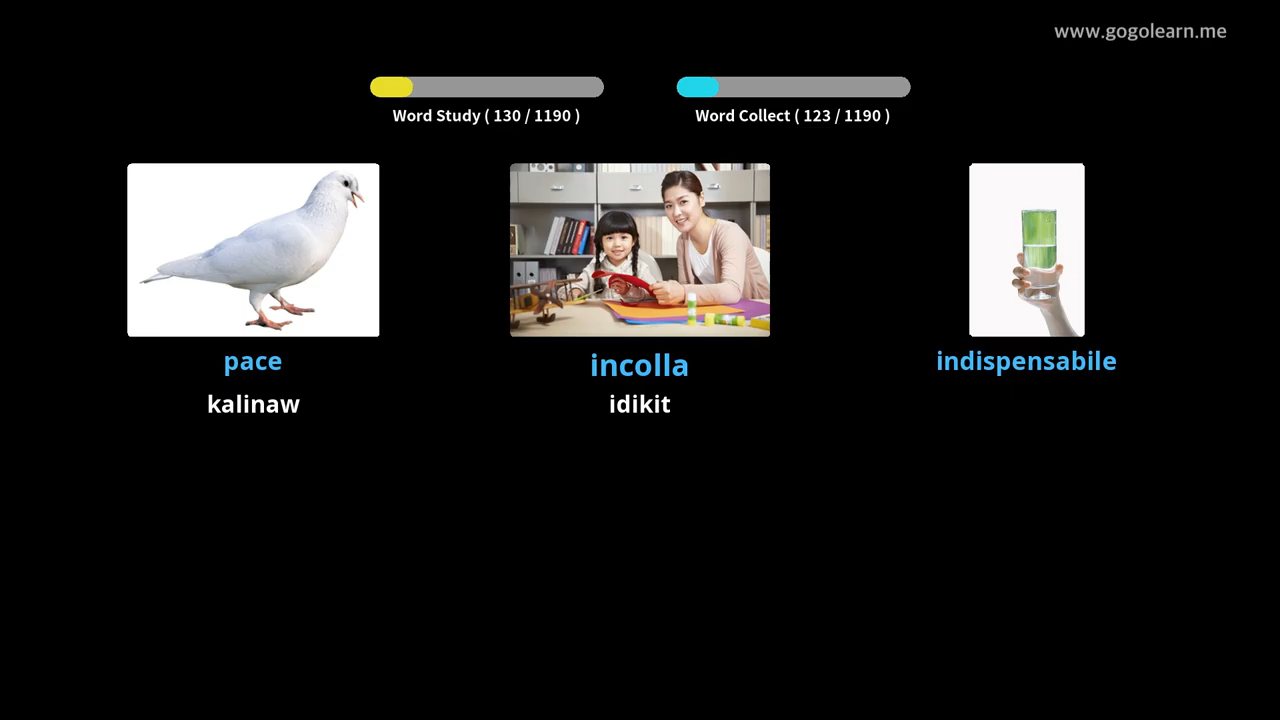 www.gogolearn.me
Word Study ( 130 / 1190 )
Word Collect ( 123 / 1190 )
pace
incolla
indispensabile
kalinaw
idikit